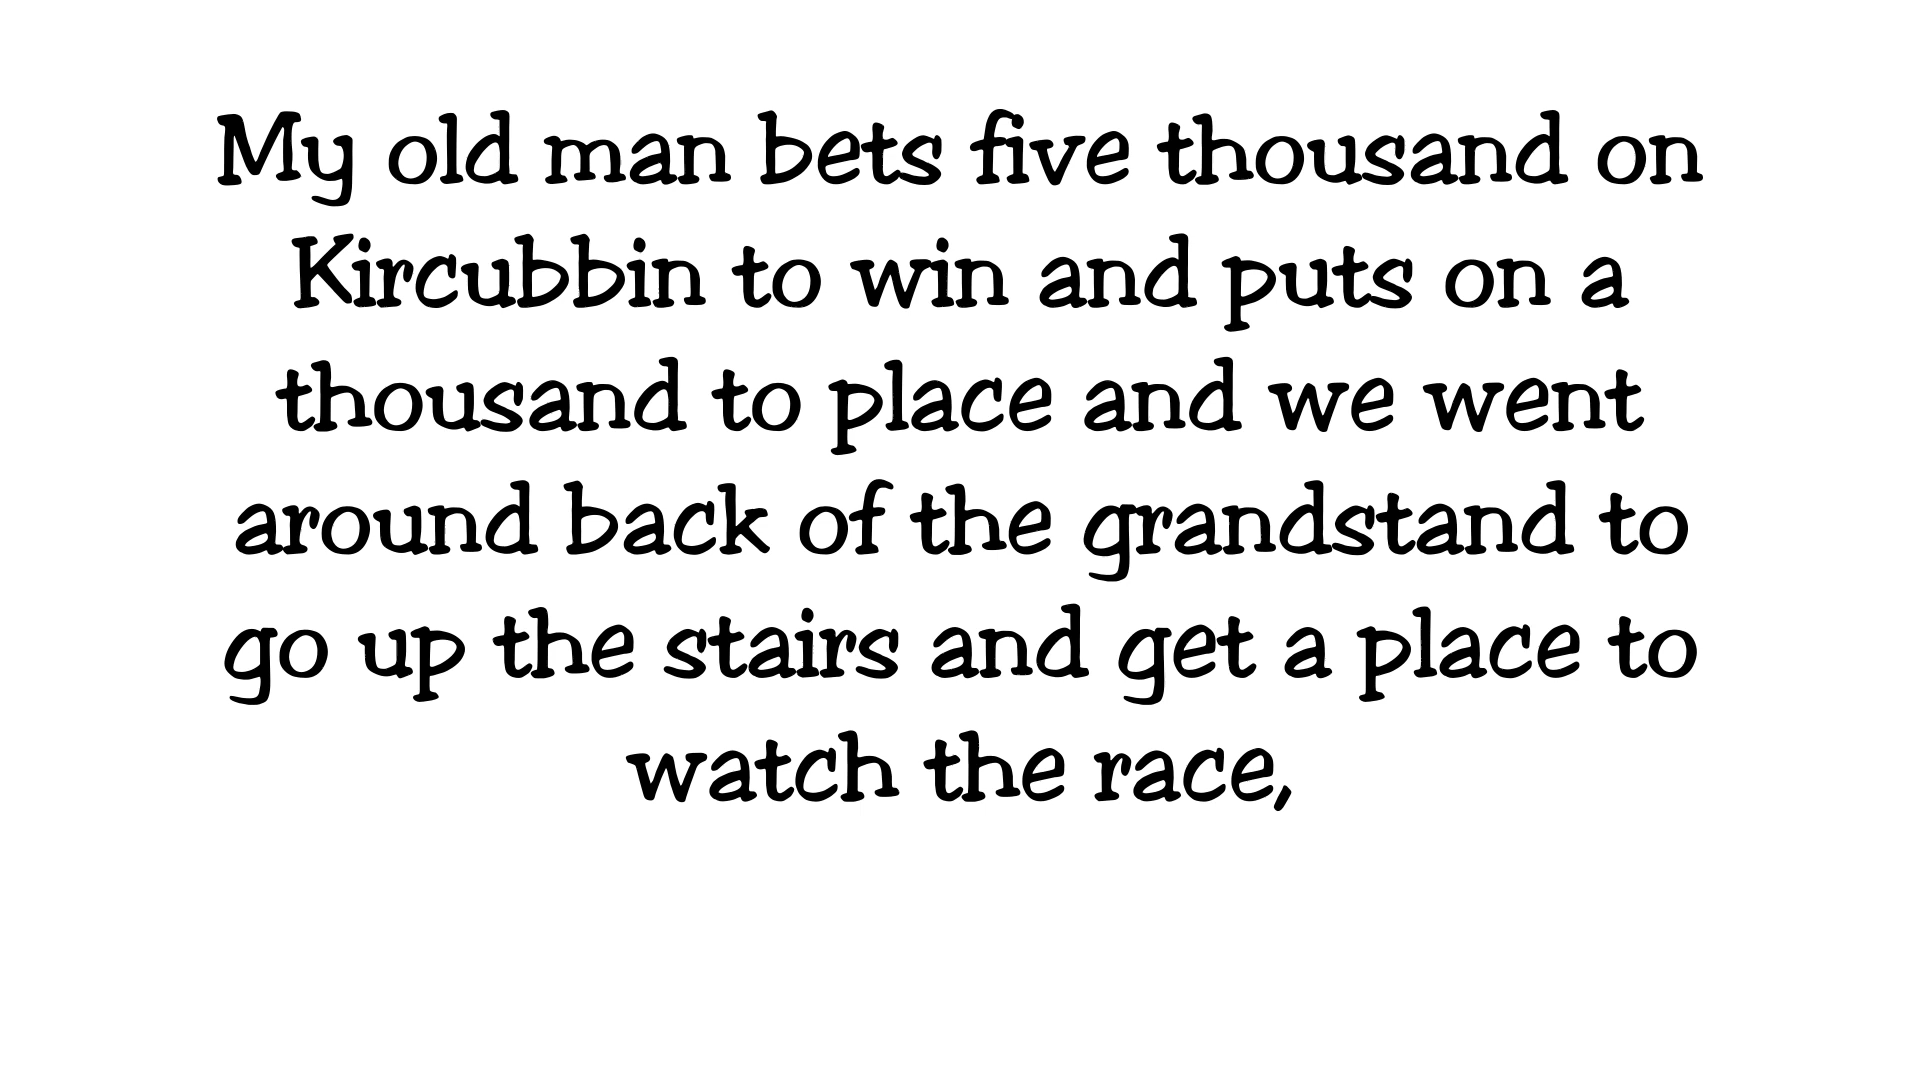 My old man bets five thousand on
Kircubbin to win and puts on a
thousand to place and we went
around back of the grandstand to
go up the stairs and get a place to
watch the race,